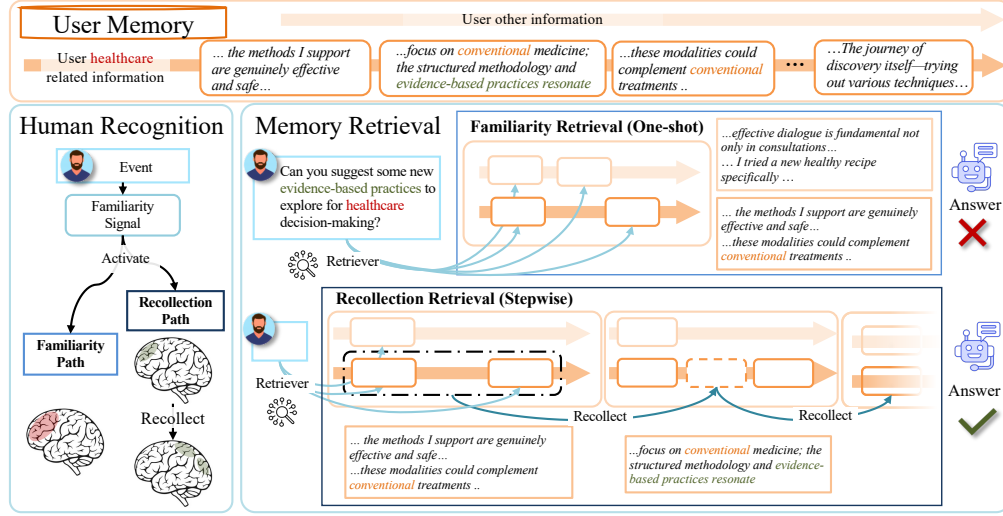 User Memory
User other information
User healthcare
related information
… the methods I support
are genuinely effective
and safe…
...focus on conventional medicine;
the structured methodology and
evidence-based practices resonate
...these modalities could
complement conventional
treatments ..
...
…The journey of
discovery itself—trying
out various techniques…
Human Recognition
Event
Familiarity
Signal
Activate
Recollection
Path
Familiarity
Path
Recollect
Memory Retrieval
Can you suggest some new
evidence-based practices to
explore for healthcare
decision-making?
Retriever
Familiarity Retrieval (One-shot)
...effective dialogue is fundamental not
only in consultations…
… I tried a new healthy recipe
specifically …
… the methods I support are genuinely
effective and safe…
...these modalities could complement
conventional treatments ..
Answer
Recollection Retrieval (Stepwise)
Retriever
Recollect
Recollect
… the methods I support are genuinely
effective and safe…
...these modalities could complement
conventional treatments ..
...focus on conventional medicine; the
structured methodology and evidence-
based practices resonate
Answer